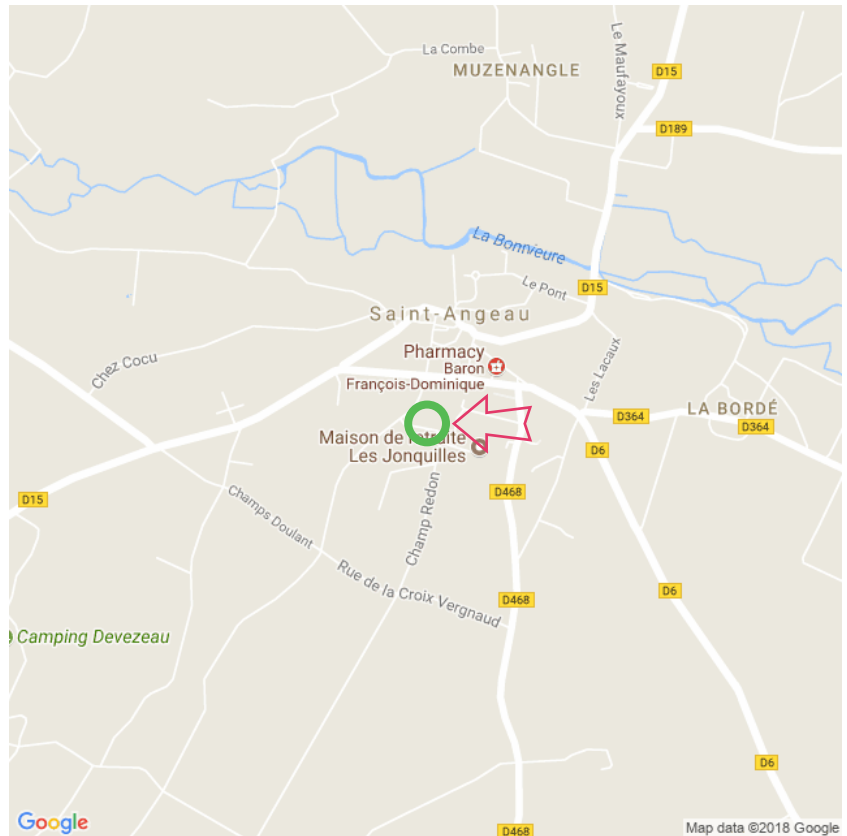 La Combe
MUZENANGLE
Le Maufayoux
D15
D189
La Bonnieure
Le Pont
D15
Saint-Angeau
Pharmacy
Baron
François-Dominique
Chez Cocu
Les Lacaux
LA BORDÉ
D364
D364
Maison de retraite
Les Jonquilles
D6
D15
D468
Champs Doulant
Champ Redon
Rue de la Croix Vergnaud
D468
D6
Camping Devezeau
D6
Google
D468
Map data ©2018 Google